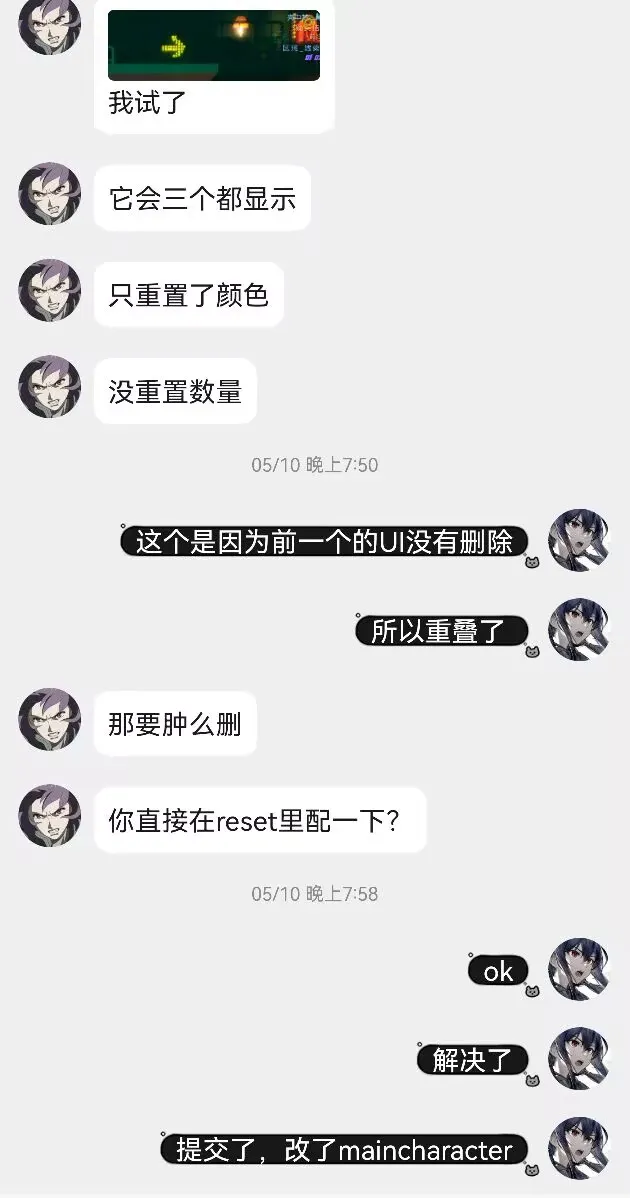 我试了
它会三个都显示
只重置了颜色
没重置数量
05/10 晚上7:50
这个是因为前一个的UI没有删除
所以重叠了
那要肿么删
你直接在reset里配一下?
05/10 晚上7:58
ok
解决了
提交了，改了maincharacter